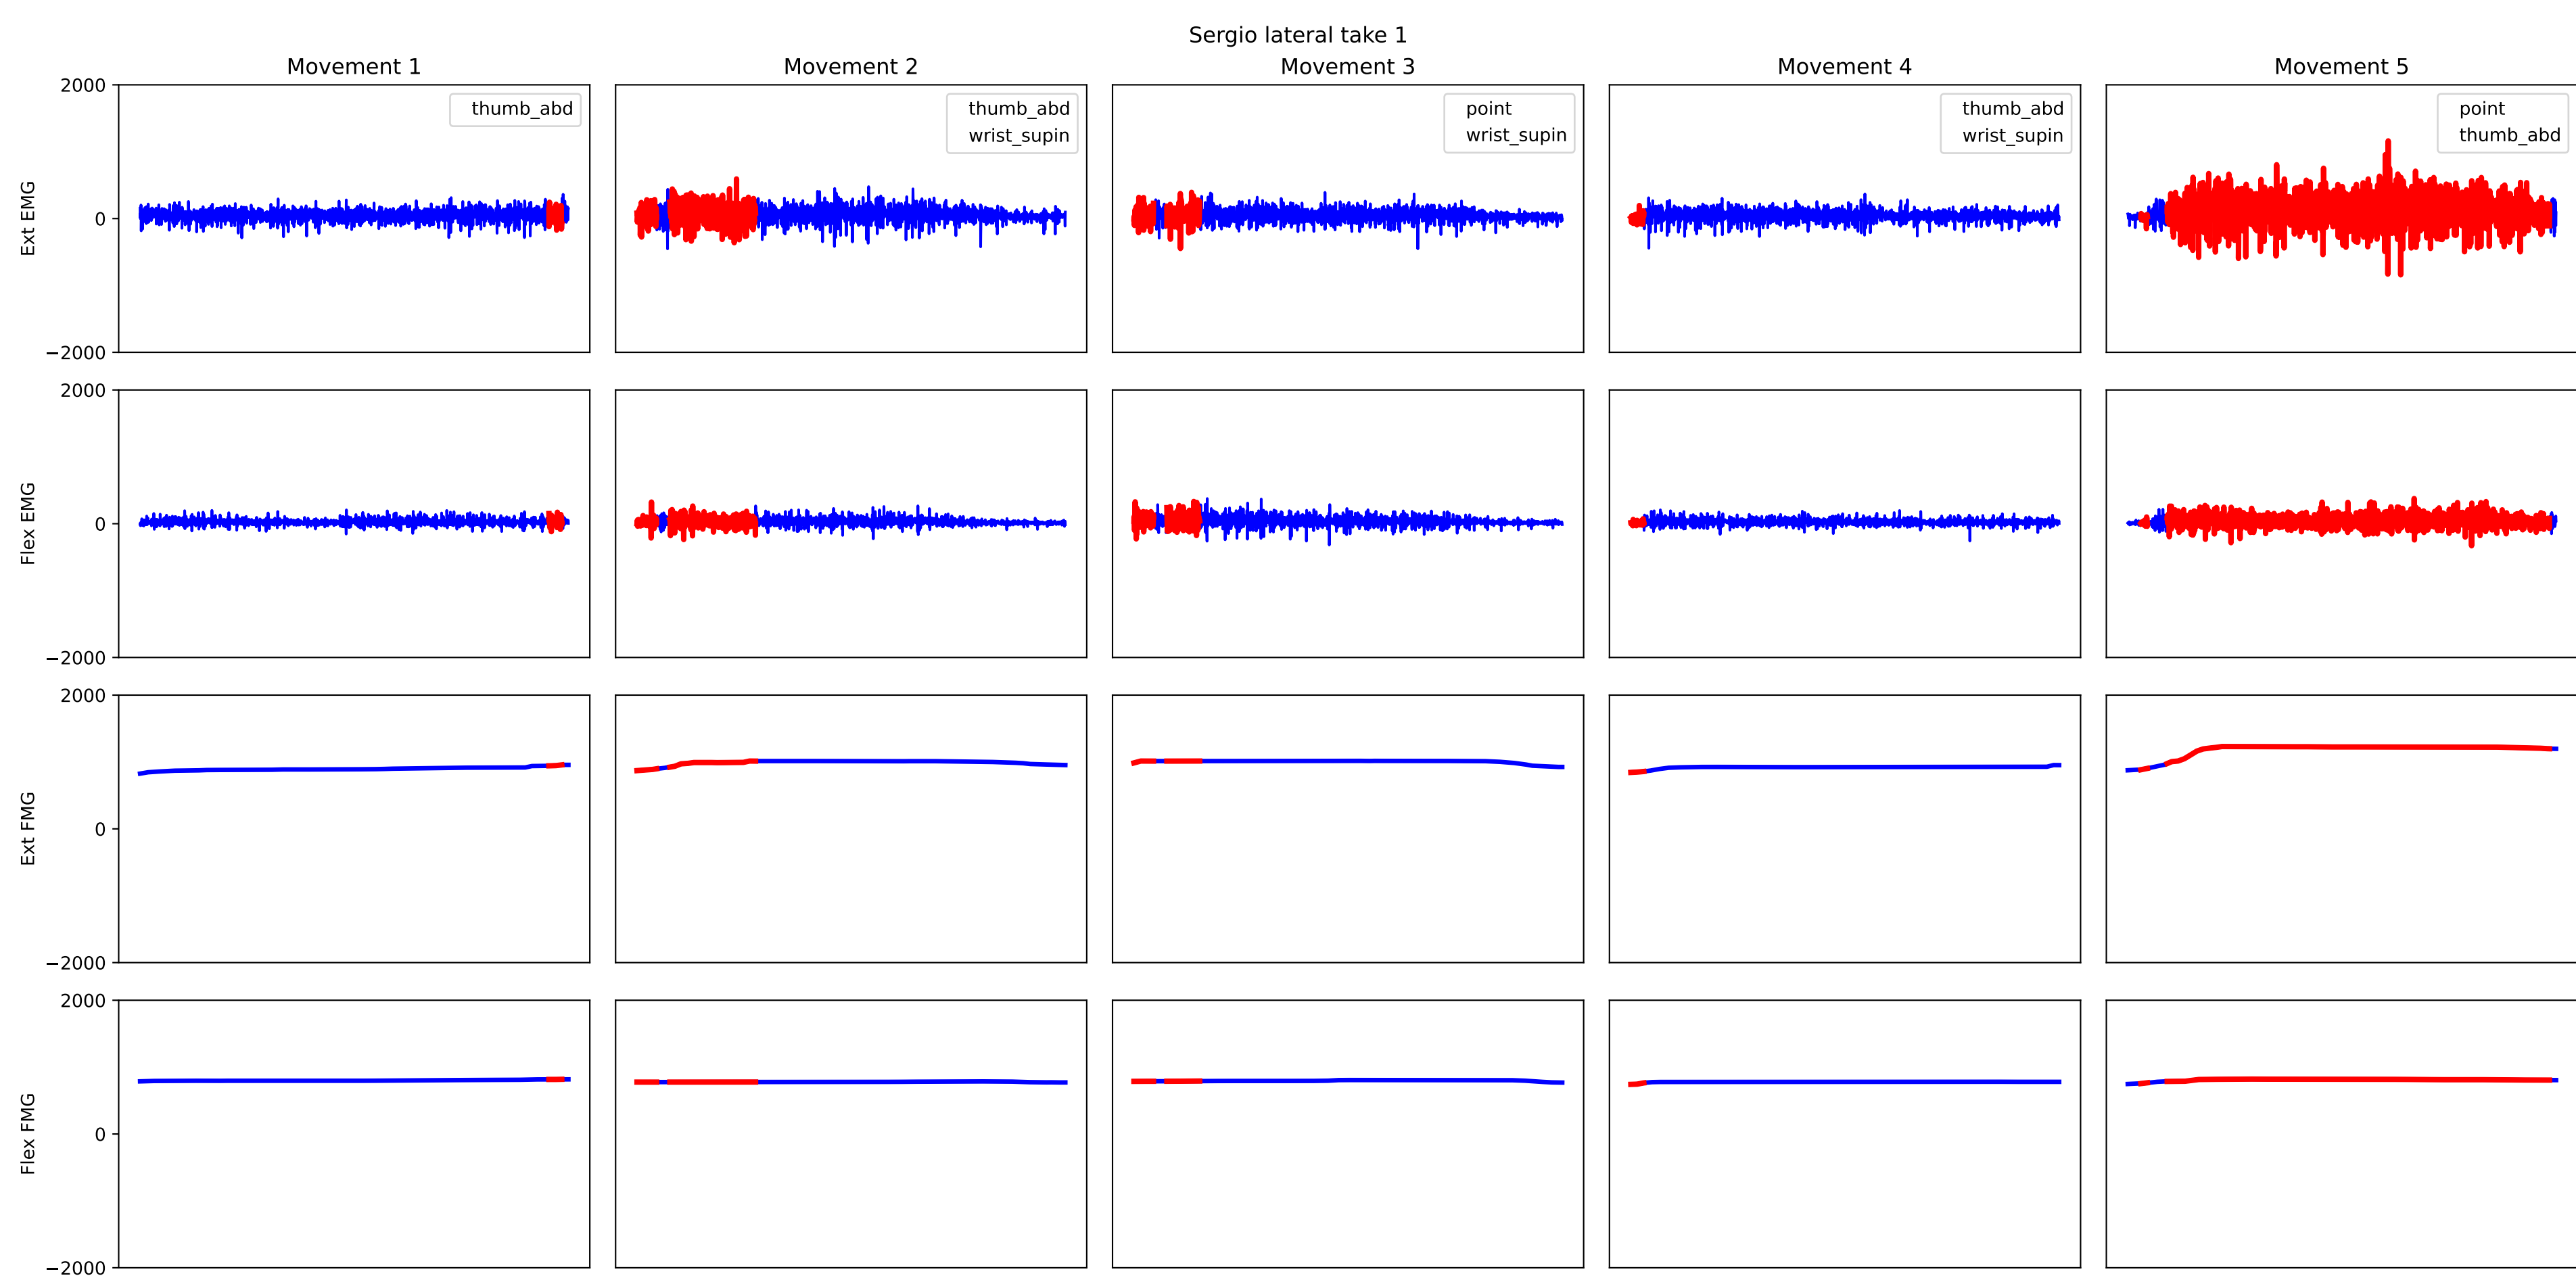 Sergio lateral take 1
Movement 1
Movement 2
Movement 3
Movement 4
Movement 5
Ext EMG
2000
0
−2000
thumb_abd
thumb_abd
wrist_supin
point
wrist_supin
thumb_abd
wrist_supin
point
thumb_abd
Flex EMG
2000
0
−2000
Ext FMG
2000
0
−2000
Flex FMG
2000
0
−2000